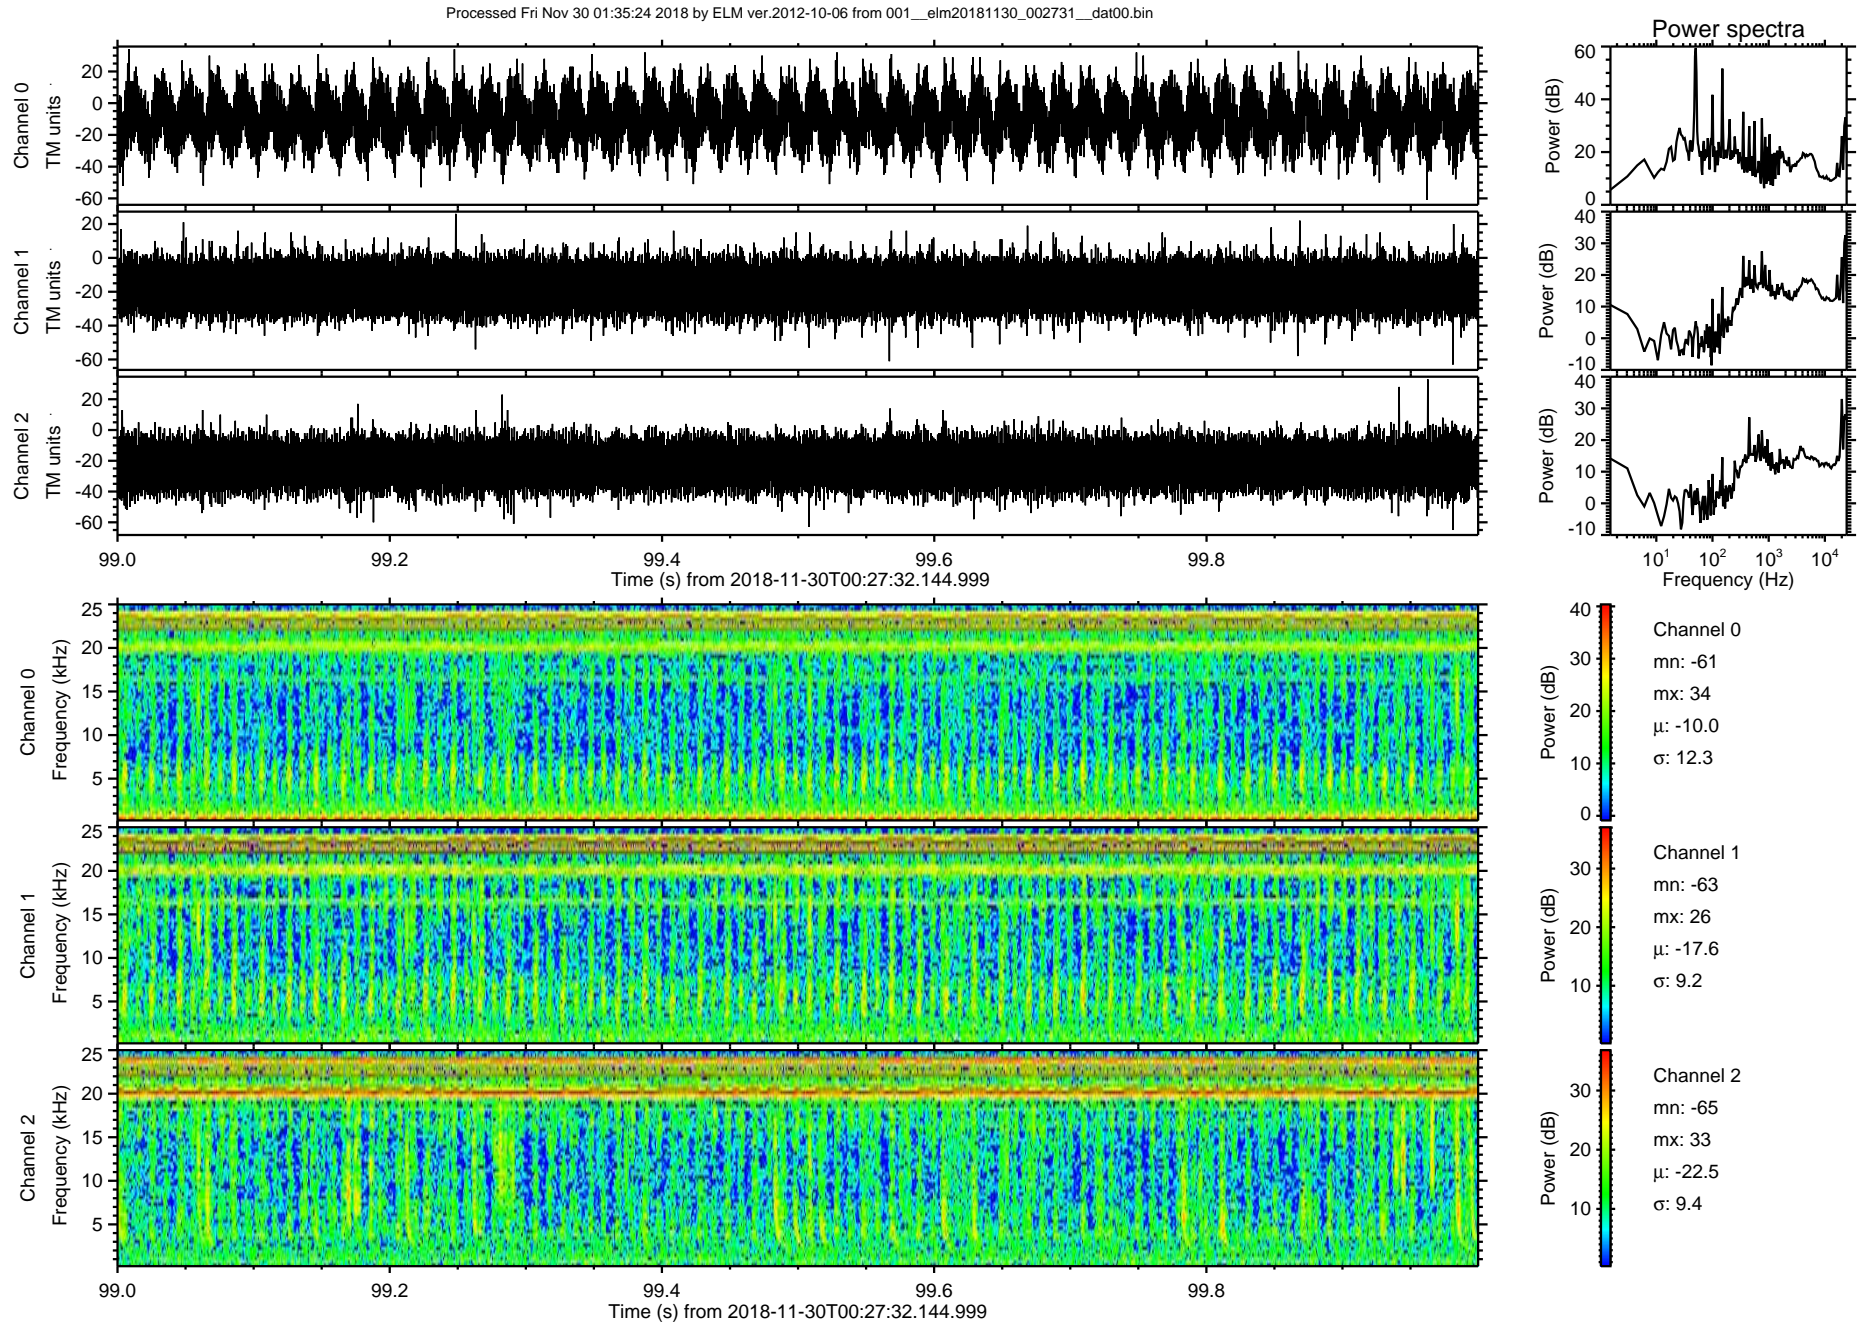 Processed Fri Nov 30 01:35:24 2018 by ELM ver.2012-10-06 from 001__elm20181130_002731__dat00.bin
Power spectra
Channel 0
TM units
20
0
-20
-40
-60
Power (dB)
60
40
20
0
Channel 1
TM units
20
0
-20
-40
-60
Power (dB)
40
30
20
10
0
-10
Channel 2
TM units
20
0
-20
-40
-60
Power (dB)
40
30
20
10
0
-10
99.0 99.2 99.4 99.6 99.8
Time (s) from 2018-11-30T00:27:32.144.999
10¹ 10² 10³ 10⁴
Frequency (Hz)
Channel 0
Frequency (kHz)
25
20
15
10
5
Power (dB)
40
30
20
10
0
Channel 0
mn: -61
mx: 34
μ: -10.0
σ: 12.3
Channel 1
Frequency (kHz)
25
20
15
10
5
Power (dB)
30
20
10
Channel 1
mn: -63
mx: 26
μ: -17.6
σ: 9.2
Channel 2
Frequency (kHz)
25
20
15
10
5
Power (dB)
30
20
10
Channel 2
mn: -65
mx: 33
μ: -22.5
σ: 9.4
99.0 99.2 99.4 99.6 99.8
Time (s) from 2018-11-30T00:27:32.144.999